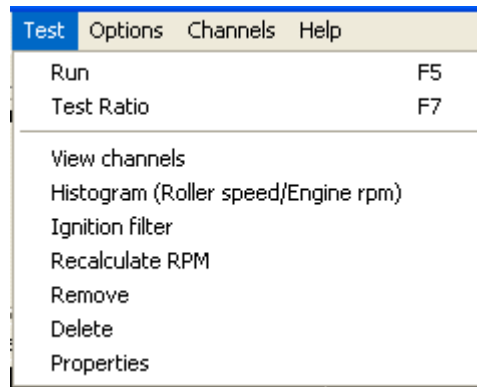 Test Options Channels Help
Run F5
Test Ratio F7
View channels
Histogram (Roller speed/Engine rpm)
Ignition filter
Recalculate RPM
Remove
Delete
Properties